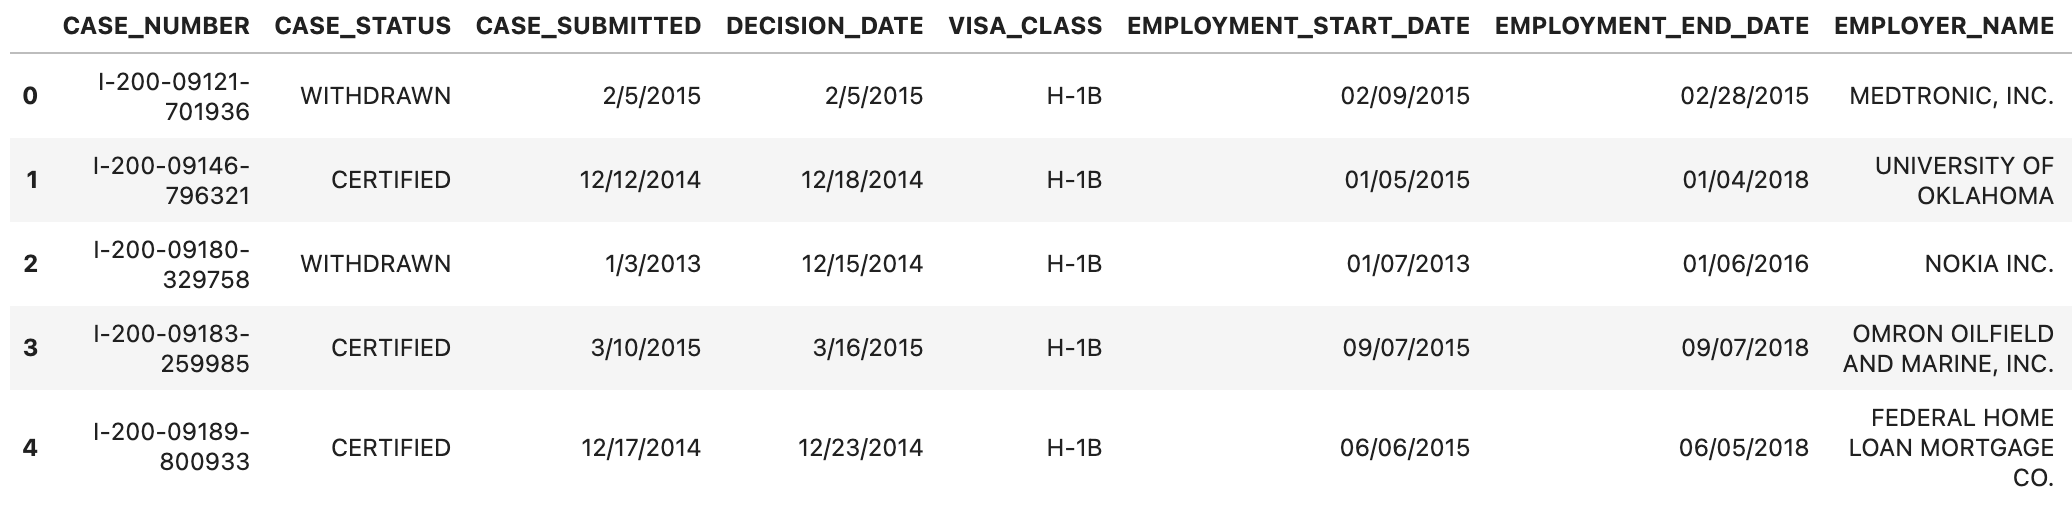 CASE_NUMBER CASE_STATUS CASE_SUBMITTED DECISION_DATE VISA_CLASS EMPLOYMENT_START_DATE EMPLOYMENT_END_DATE EMPLOYER_NAME
0 I-200-09121-701936 WITHDRAWN 2/5/2015 2/5/2015 H-1B 02/09/2015 02/28/2015 MEDTRONIC, INC.
1 I-200-09146-796321 CERTIFIED 12/12/2014 12/18/2014 H-1B 01/05/2015 01/04/2018 UNIVERSITY OF OKLAHOMA
2 I-200-09180-329758 WITHDRAWN 1/3/2013 12/15/2014 H-1B 01/07/2013 01/06/2016 NOKIA INC.
3 I-200-09183-259985 CERTIFIED 3/10/2015 3/16/2015 H-1B 09/07/2015 09/07/2018 OMRON OILFIELD AND MARINE, INC.
4 I-200-09189-800933 CERTIFIED 12/17/2014 12/23/2014 H-1B 06/06/2015 06/05/2018 FEDERAL HOME LOAN MORTGAGE CO.